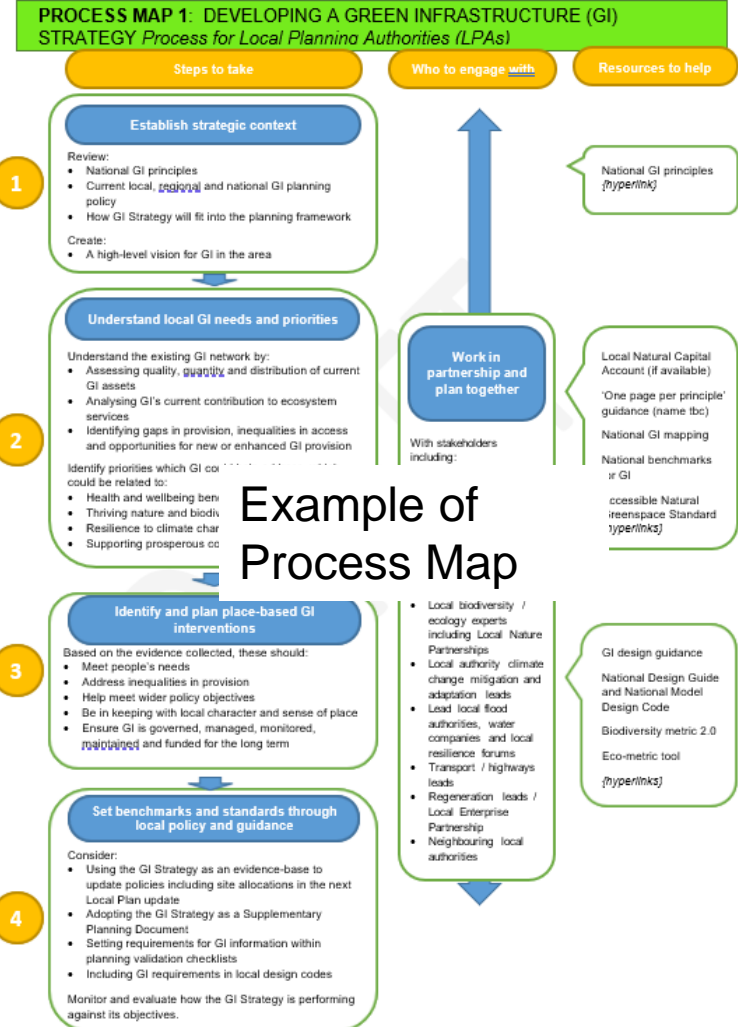 PROCESS MAP 1: DEVELOPING A GREEN INFRASTRUCTURE (GI)
STRATEGY Process for Local Planning Authorities (LPAs)
Steps to take
Who to engage with
Resources to help
1
Establish strategic context
Review:
• National GI principles
• Current local, regional and national GI planning
policy
• How GI Strategy will fit into the planning framework
Create:
• A high-level vision for GI in the area
National GI principles
{hyperlink}
2
Understand local GI needs and priorities
Understand the existing GI network by:
• Assessing quality, quantity and distribution of current
GI assets
• Analysing GI's current contribution to ecosystem
services
• Identifying gaps in provision, inequalities in access
and opportunities for new or enhanced GI provision
Identify priorities which GI
could be related to:
• Health and wellbeing
• Thriving nature and
• Resilience to climate
• Supporting prosperous
Work in
partnership and
plan together
With stakeholders
including:
Local Natural Capital
Account (if available)
'One page per principle'
guidance (name tbc)
National GI mapping
National benchmarks
GI
Natural
Standard
Example of
Process Map
3
Identify and plan place-based GI
interventions
Based on the evidence collected, these should:
• Meet people's needs
• Address inequalities in provision
• Help meet wider policy objectives
• Be in keeping with local character and sense of place
• Ensure GI is governed, managed, monitored,
maintained and funded for the long term
• Local biodiversity /
ecology experts
including Local Nature
Partnerships
• Local authority climate
change mitigation and
adaptation leads
• Lead local flood
authorities, water
companies and local
resilience forums
• Transport / highways
leads
• Regeneration leads /
Local Enterprise
Partnership
• Neighbouring local
authorities
GI design guidance
National Design Guide
and National Model
Design Code
Biodiversity metric 2.0
Eco-metric tool
{hyperlinks}
4
Set benchmarks and standards through
local policy and guidance
Consider:
• Using the GI Strategy as an evidence-base to
update policies including site allocations in the next
Local Plan update
• Adopting the GI Strategy as a Supplementary
Planning Document
• Setting requirements for GI information within
planning validation checklists
• Including GI requirements in local design codes
Monitor and evaluate how the GI Strategy is performing
against its objectives.